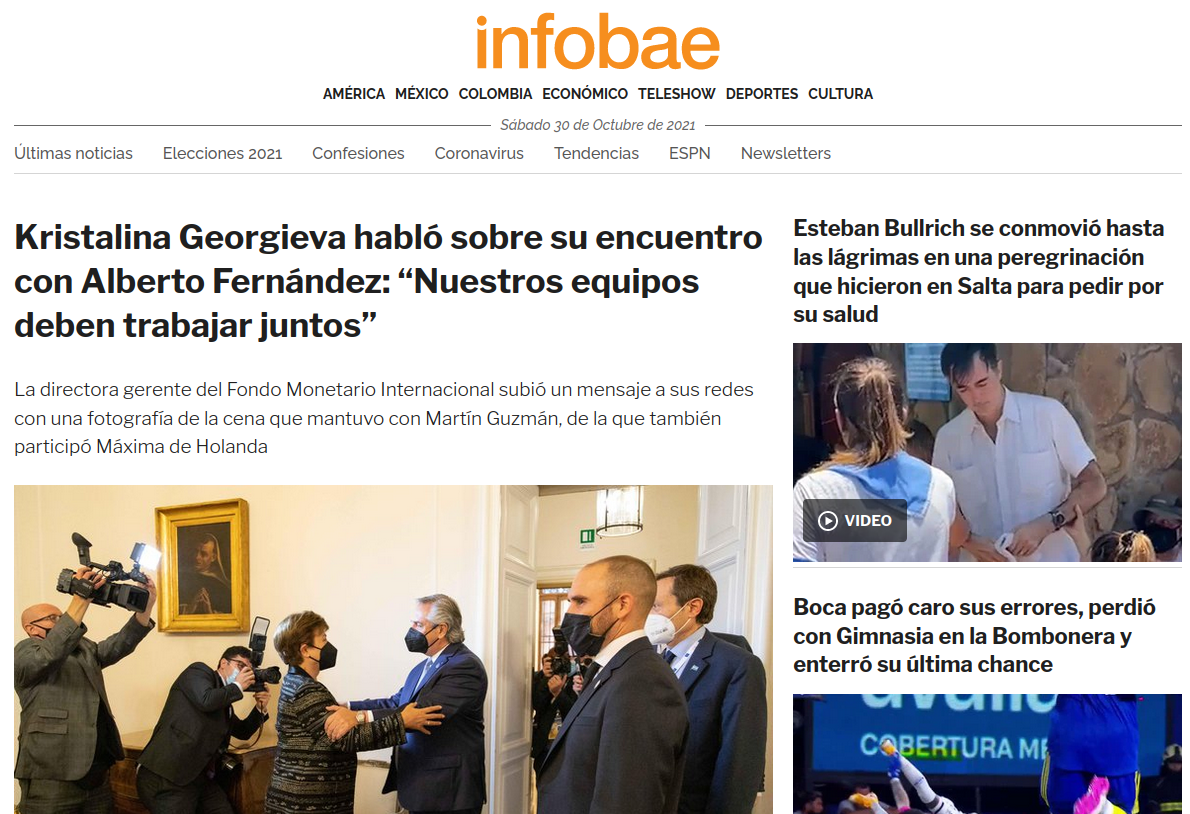 infobae
AMÉRICA MÉXICO COLOMBIA ECONÓMICO TELESHOW DEPORTES CULTURA
Sábado 30 de Octubre de 2021
Últimas noticias Elecciones 2021 Confesiones Coronavirus Tendencias ESPN Newsletters
Kristalina Georgieva habló sobre su encuentro
con Alberto Fernández: “Nuestros equipos
deben trabajar juntos”
La directora gerente del Fondo Monetario Internacional subió un mensaje a sus redes
con una fotografía de la cena que mantuvo con Martín Guzmán, de la que también
participó Máxima de Holanda
Esteban Bullrich se conmovió hasta
las lágrimas en una peregrinación
que hicieron en Salta para pedir por
su salud
VIDEO
Boca pagó caro sus errores, perdió
con Gimnasia en la Bombonera y
enterró su última chance
COBERTURA